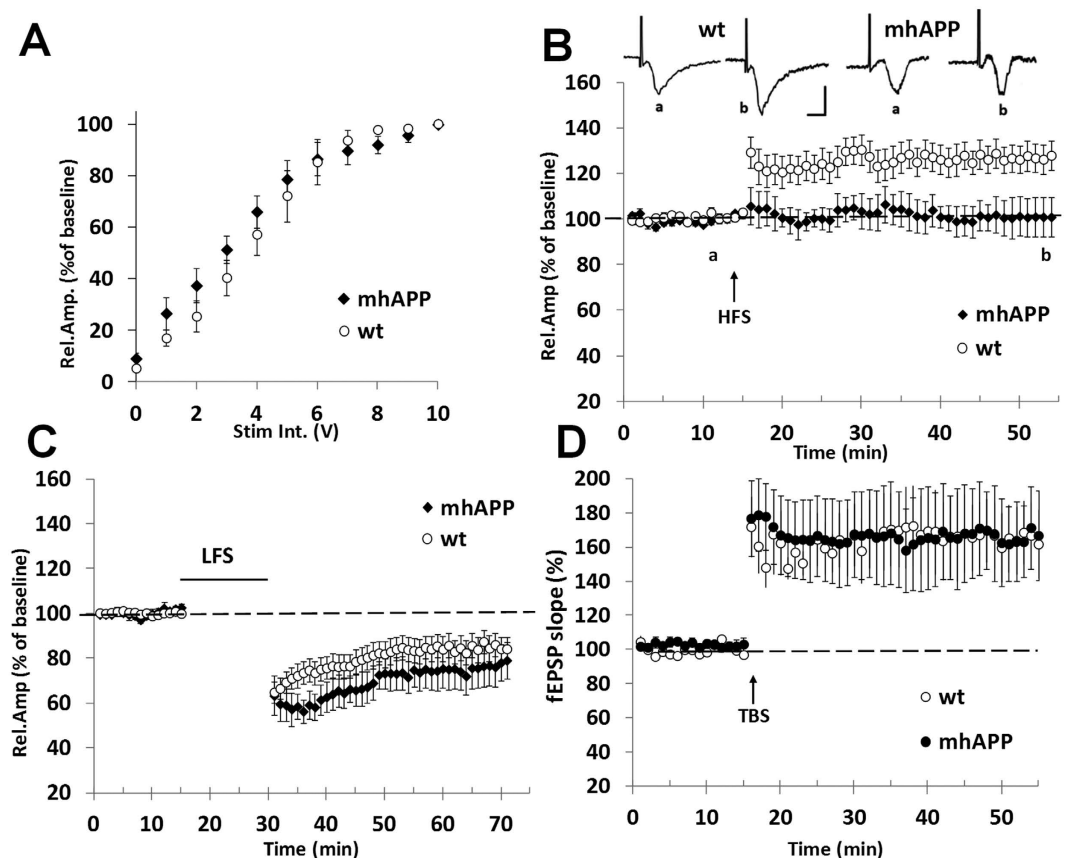 A
Rel.Amp. (%of baseline)
100
80
60
40
20
0
mhAPP
wt
0 2 4 6 8 10
Stim Int. (V)
B
wt mhAPP
a b a b
Rel.Amp (% of baseline)
160
140
120
100
80
60
40
20
a b
HFS
mhAPP
wt
0 10 20 30 40 50
Time (min)
C
Rel.Amp (% of baseline)
160
140
120
100
80
60
40
20
mhAPP
wt
LFS
0 10 20 30 40 50 60 70
Time (min)
D
fEPSP slope (%)
200
180
160
140
120
100
80
60
40
20
TBS
wt
mhAPP
0 10 20 30 40 50
Time (min)